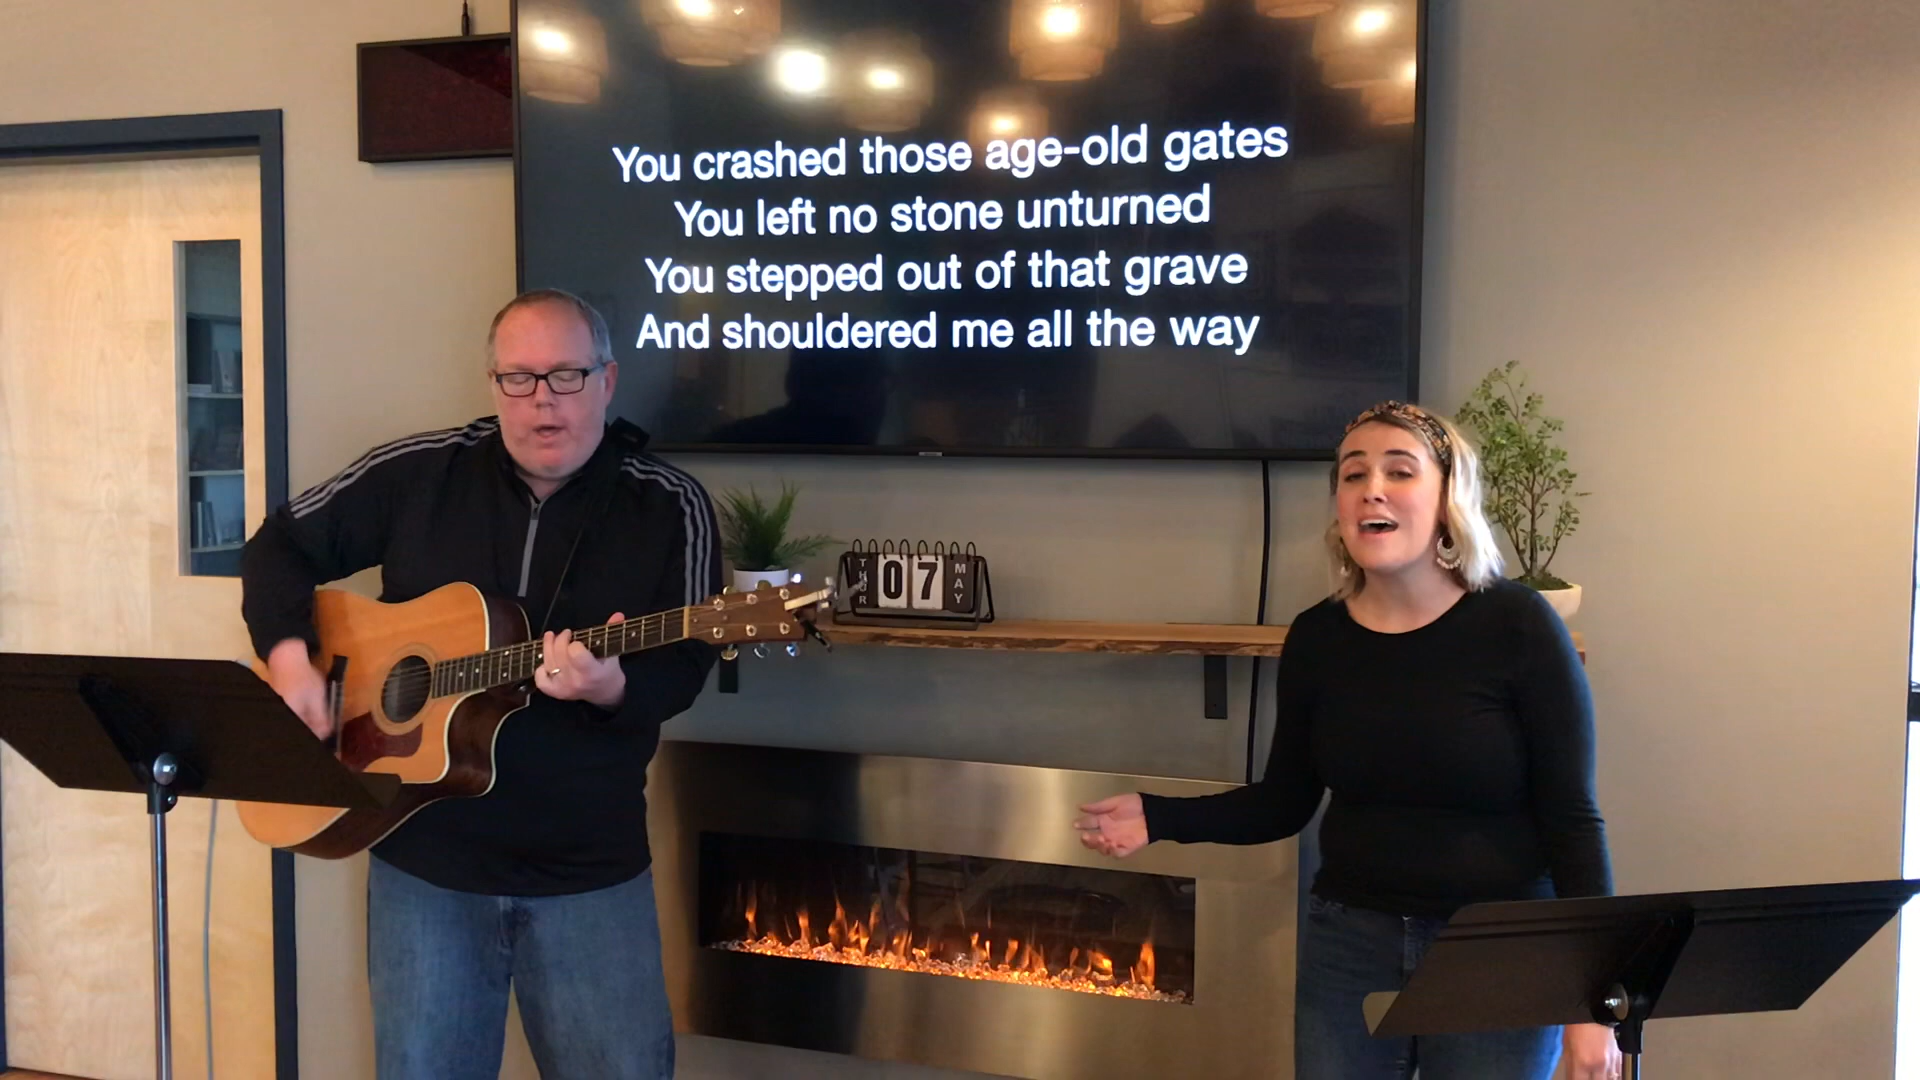 You crashed those age-old gates
You left no stone unturned
You stepped out of that grave
And shouldered me all the way
THUR 07 MAY